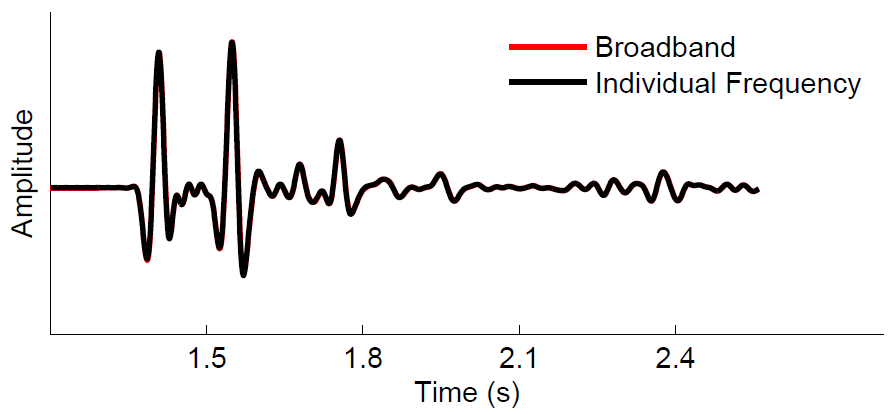 Broadband
Individual Frequency
Amplitude
1.5 1.8 2.1 2.4
Time (s)